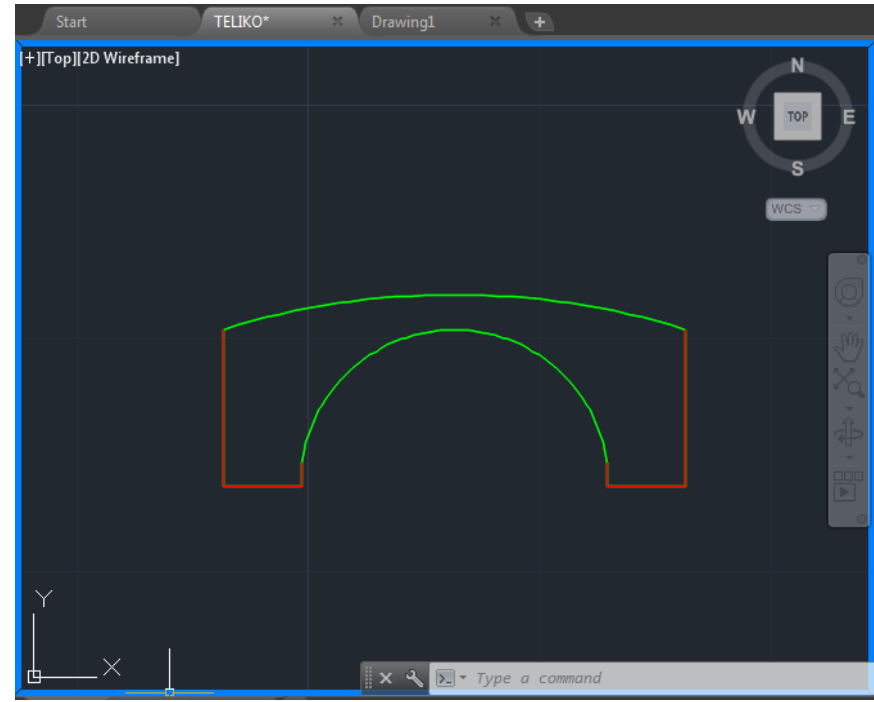 Start
TELIKO*
Drawing1
[+][Top][2D Wireframe]
N
W
TOP
E
S
WCS
Y
X
Type a command